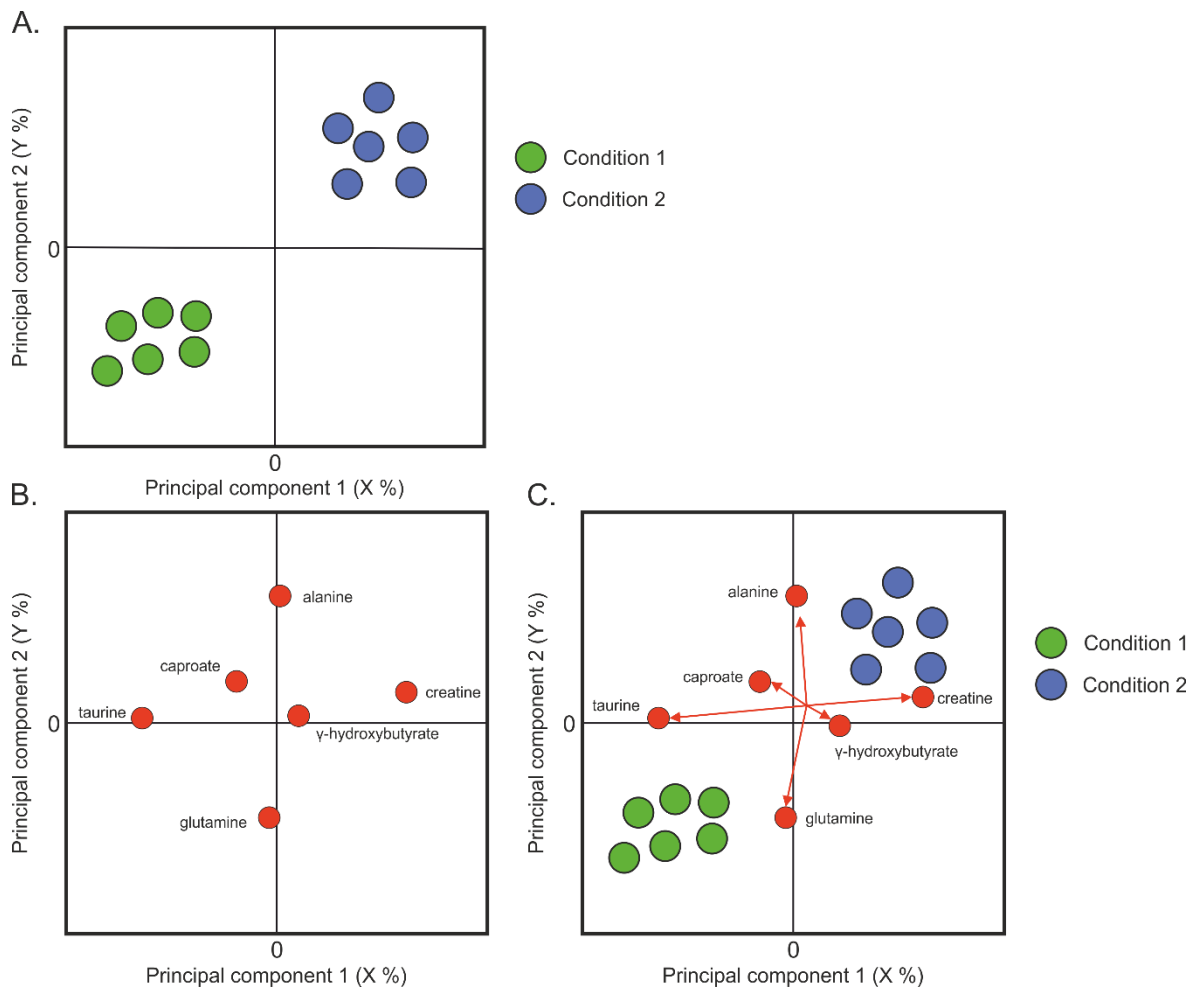 A.
Principal component 2 (Y %)
0
0
Principal component 1 (X %)
Condition 1
Condition 2
B.
Principal component 2 (Y %)
0
alanine
caproate
creatine
taurine
γ-hydroxybutyrate
glutamine
0
Principal component 1 (X %)
C.
Principal component 2 (Y %)
0
alanine
caproate
taurine
creatine
γ-hydroxybutyrate
glutamine
0
Principal component 1 (X %)
Condition 1
Condition 2